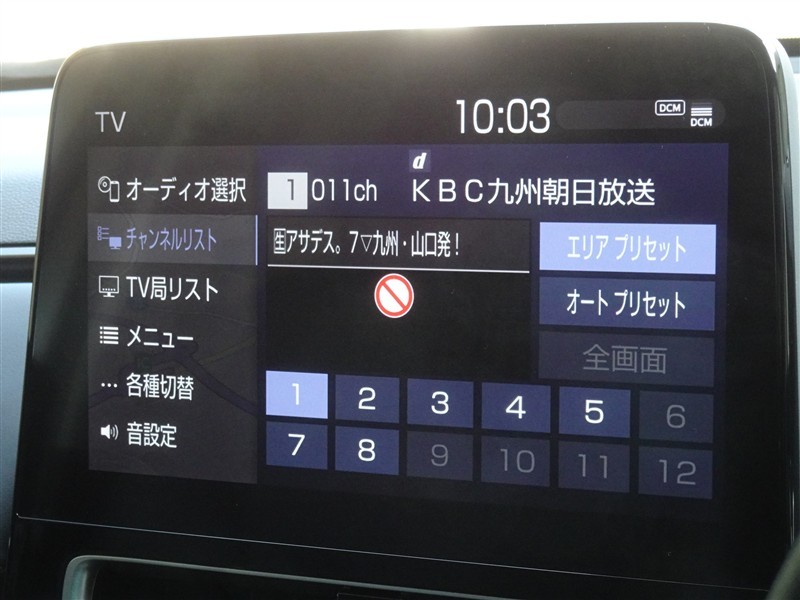 TV
10:03
DCM
DCM
d
オーディオ選択
1 011ch KBC九州朝日放送
チャンネルリスト
生アサデス。7▽九州・山口発！
エリア プリセット
TV局リスト
オート プリセット
メニュー
全画面
各種切替
1 2 3 4 5 6
音設定
7 8 9 10 11 12